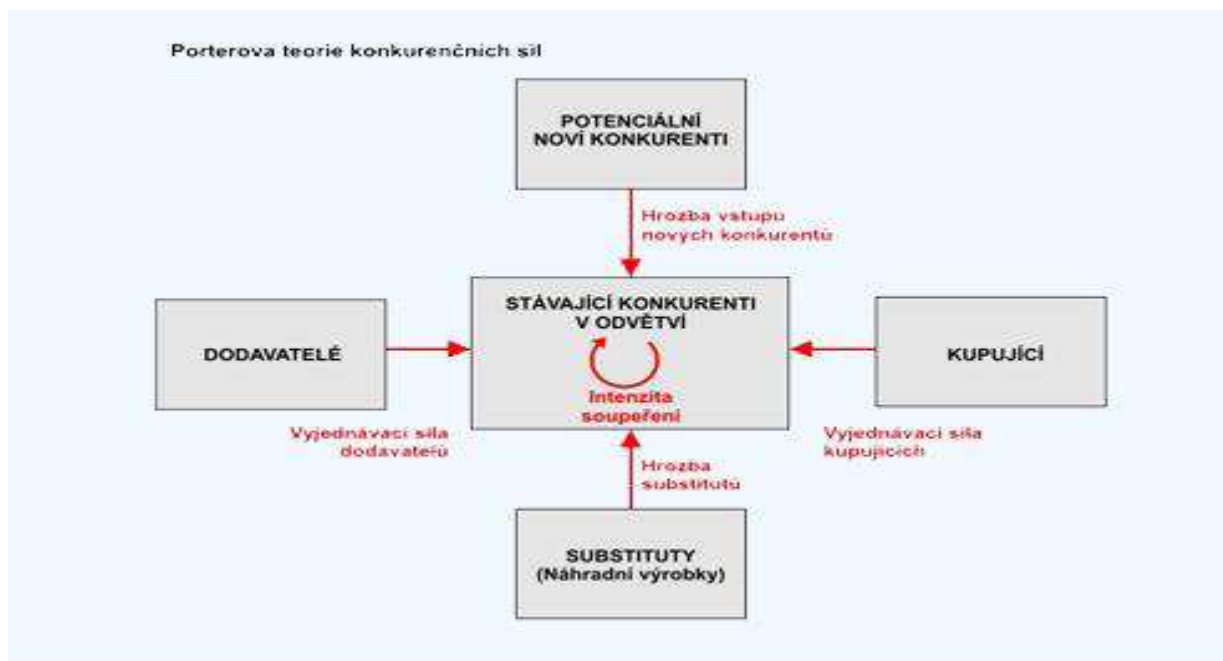 Porterova teorie konkurenčních sil
POTENCIÁLNÍ
NOVÍ KONKURENTI
Hrozba vstupu
nových konkurentů
STÁVAJÍCÍ KONKURENTI
V ODVĚTVÍ
Intenzita
soupeření
DODAVATELÉ
KUPUJÍCÍ
Vyjednávací síla
dodavatelů
Vyjednávací síla
kupujících
Hrozba
substitutů
SUBSTITUTY
(Náhradní výrobky)